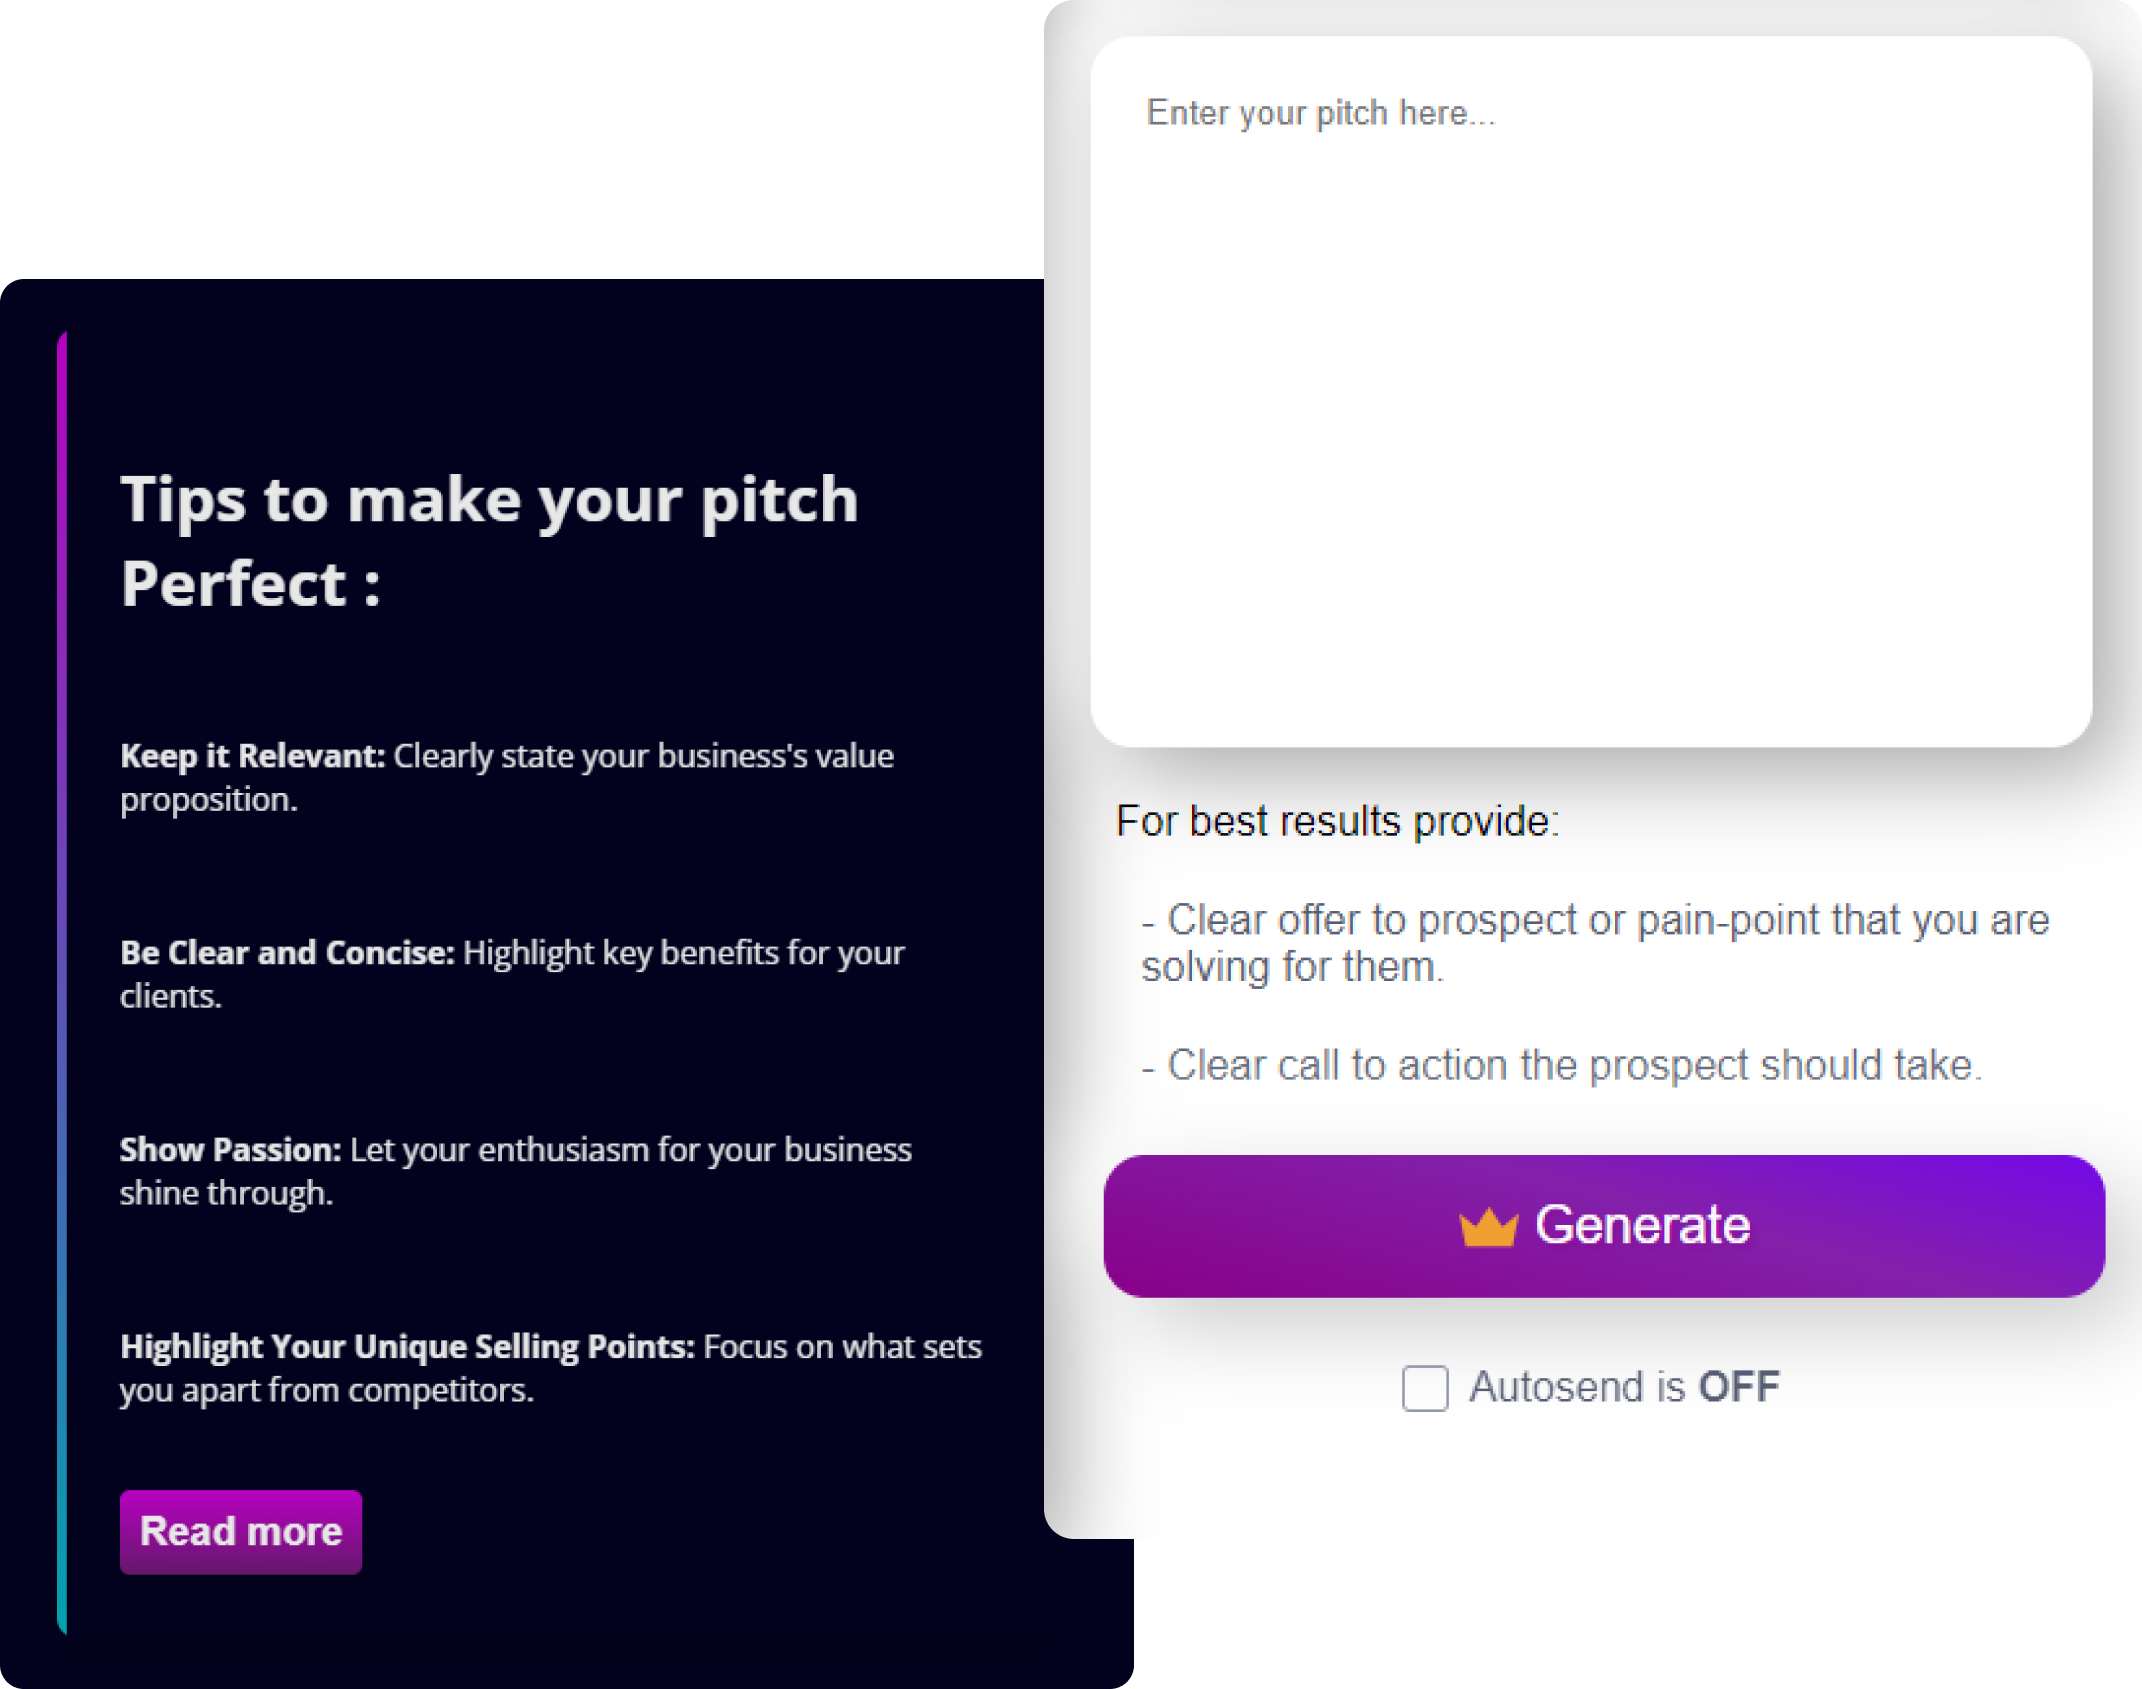 Tips to make your pitch
Perfect :
Keep it Relevant: Clearly state your business's value
proposition.
Be Clear and Concise: Highlight key benefits for your
clients.
Show Passion: Let your enthusiasm for your business
shine through.
Highlight Your Unique Selling Points: Focus on what sets
you apart from competitors.
Read more
Enter your pitch here...
For best results provide:
- Clear offer to prospect or pain-point that you are
solving for them.
- Clear call to action the prospect should take.
Generate
Autosend is OFF